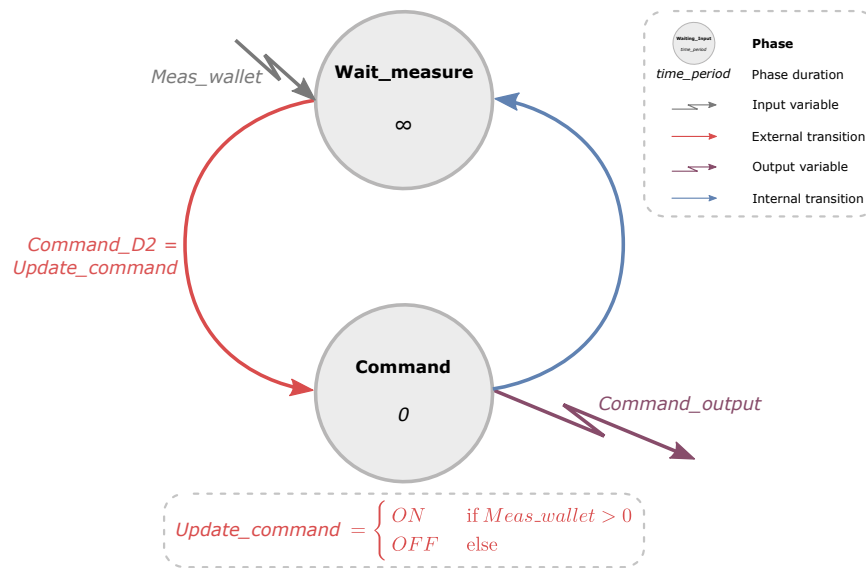 Meas_wallet
Wait_measure
∞
Command_D2 =
Update_command
Command
0
Command_output
Update_command = { ON if Meas_wallet > 0
OFF else
Waiting_Input
time_period
Phase
time_period Phase duration
Input variable
External transition
Output variable
Internal transition